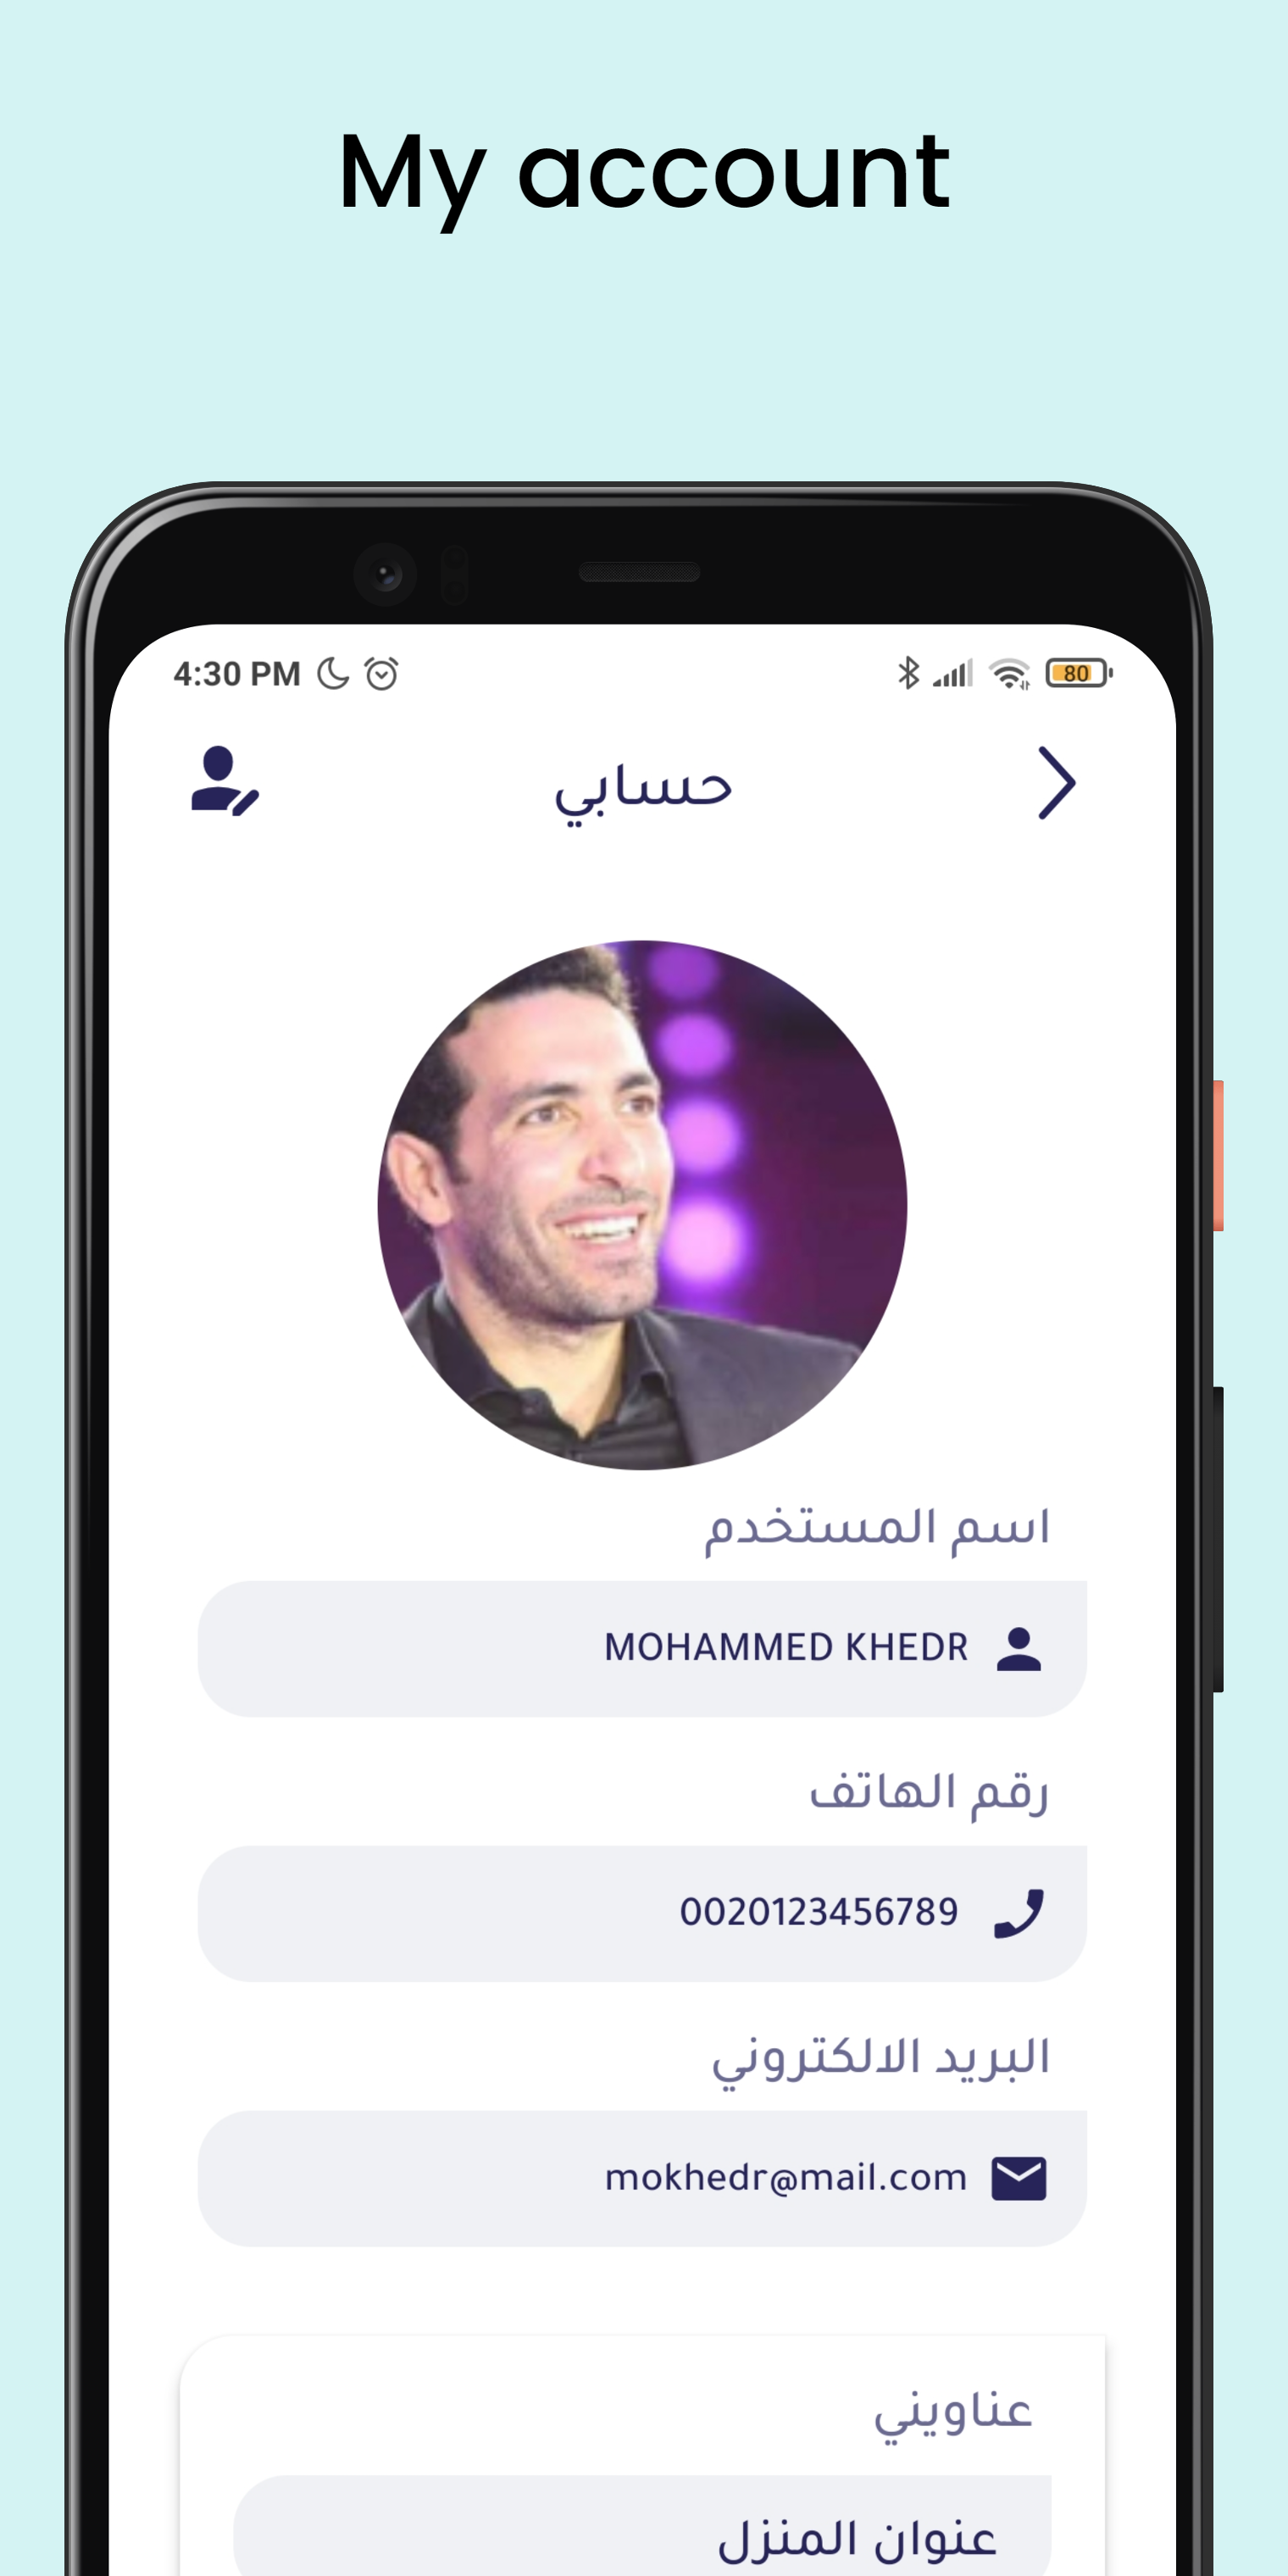 My account
4:30 PM
80
حسابي
اسم المستخدم
MOHAMMED KHEDR
رقم الهاتف
0020123456789
البريد الالكتروني
mokhedr@mail.com
عناويني
عنوان المنزل